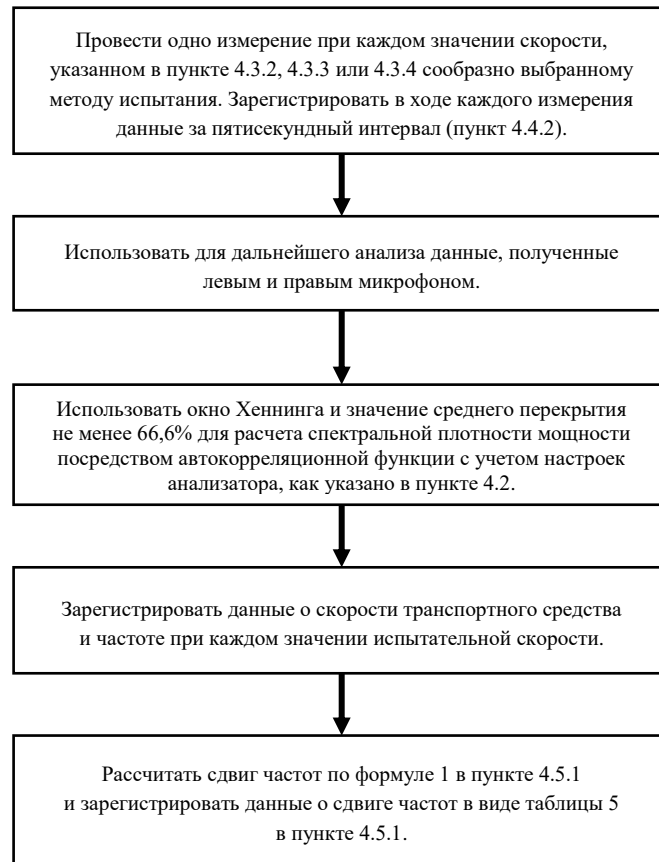 Провести одно измерение при каждом значении скорости,
указанном в пункте 4.3.2, 4.3.3 или 4.3.4 сообразно выбранному
методу испытания. Зарегистрировать в ходе каждого измерения
данные за пятисекундный интервал (пункт 4.4.2).
Использовать для дальнейшего анализа данные, полученные
левым и правым микрофоном.
Использовать окно Хеннинга и значение среднего перекрытия
не менее 66,6% для расчета спектральной плотности мощности
посредством автокорреляционной функции с учетом настроек
анализатора, как указано в пункте 4.2.
Зарегистрировать данные о скорости транспортного средства
и частоте при каждом значении испытательной скорости.
Рассчитать сдвиг частот по формуле 1 в пункте 4.5.1
и зарегистрировать данные о сдвиге частот в виде таблицы 5
в пункте 4.5.1.